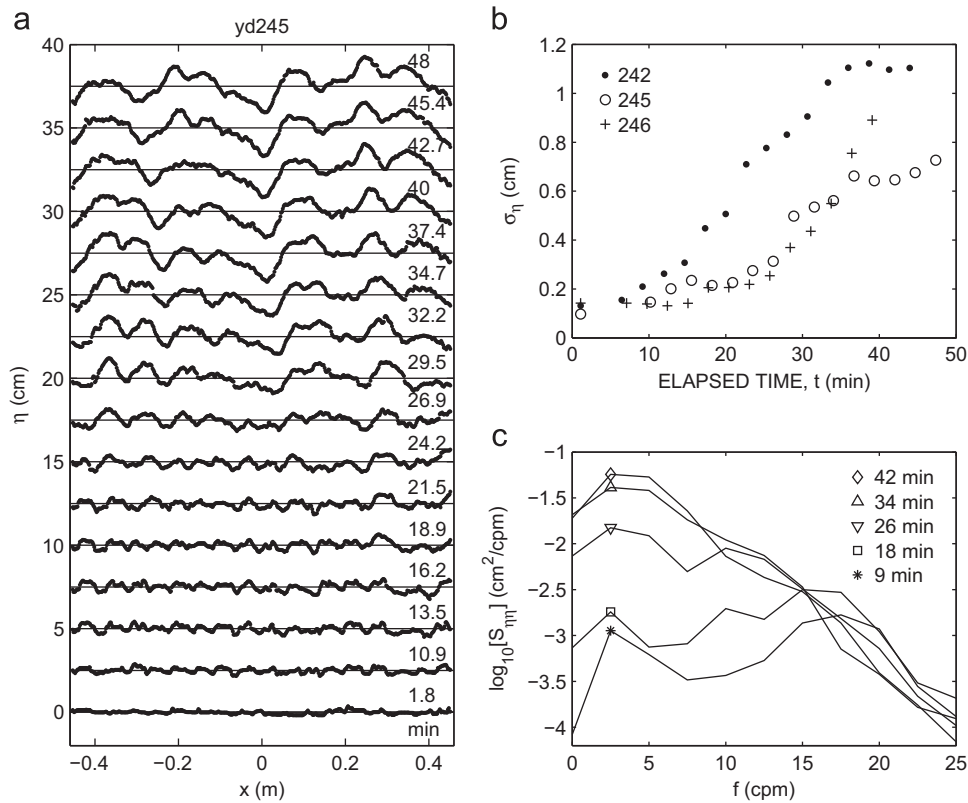 a
yd245
40
35
30
25
20
15
10
5
0
η (cm)
48
45.4
42.7
40
37.4
34.7
32.2
29.5
26.9
24.2
21.5
18.9
16.2
13.5
10.9
1.8
min
−0.4 −0.2 0 0.2 0.4
x (m)
b
1.2
1
0.8
0.6
0.4
0.2
0
ση (cm)
242
245
246
0 10 20 30 40 50
ELAPSED TIME, t (min)
c
−1
−1.5
−2
−2.5
−3
−3.5
−4
log10[Sηη] (cm2/cpm)
42 min
34 min
26 min
18 min
9 min
0 5 10 15 20 25
f (cpm)